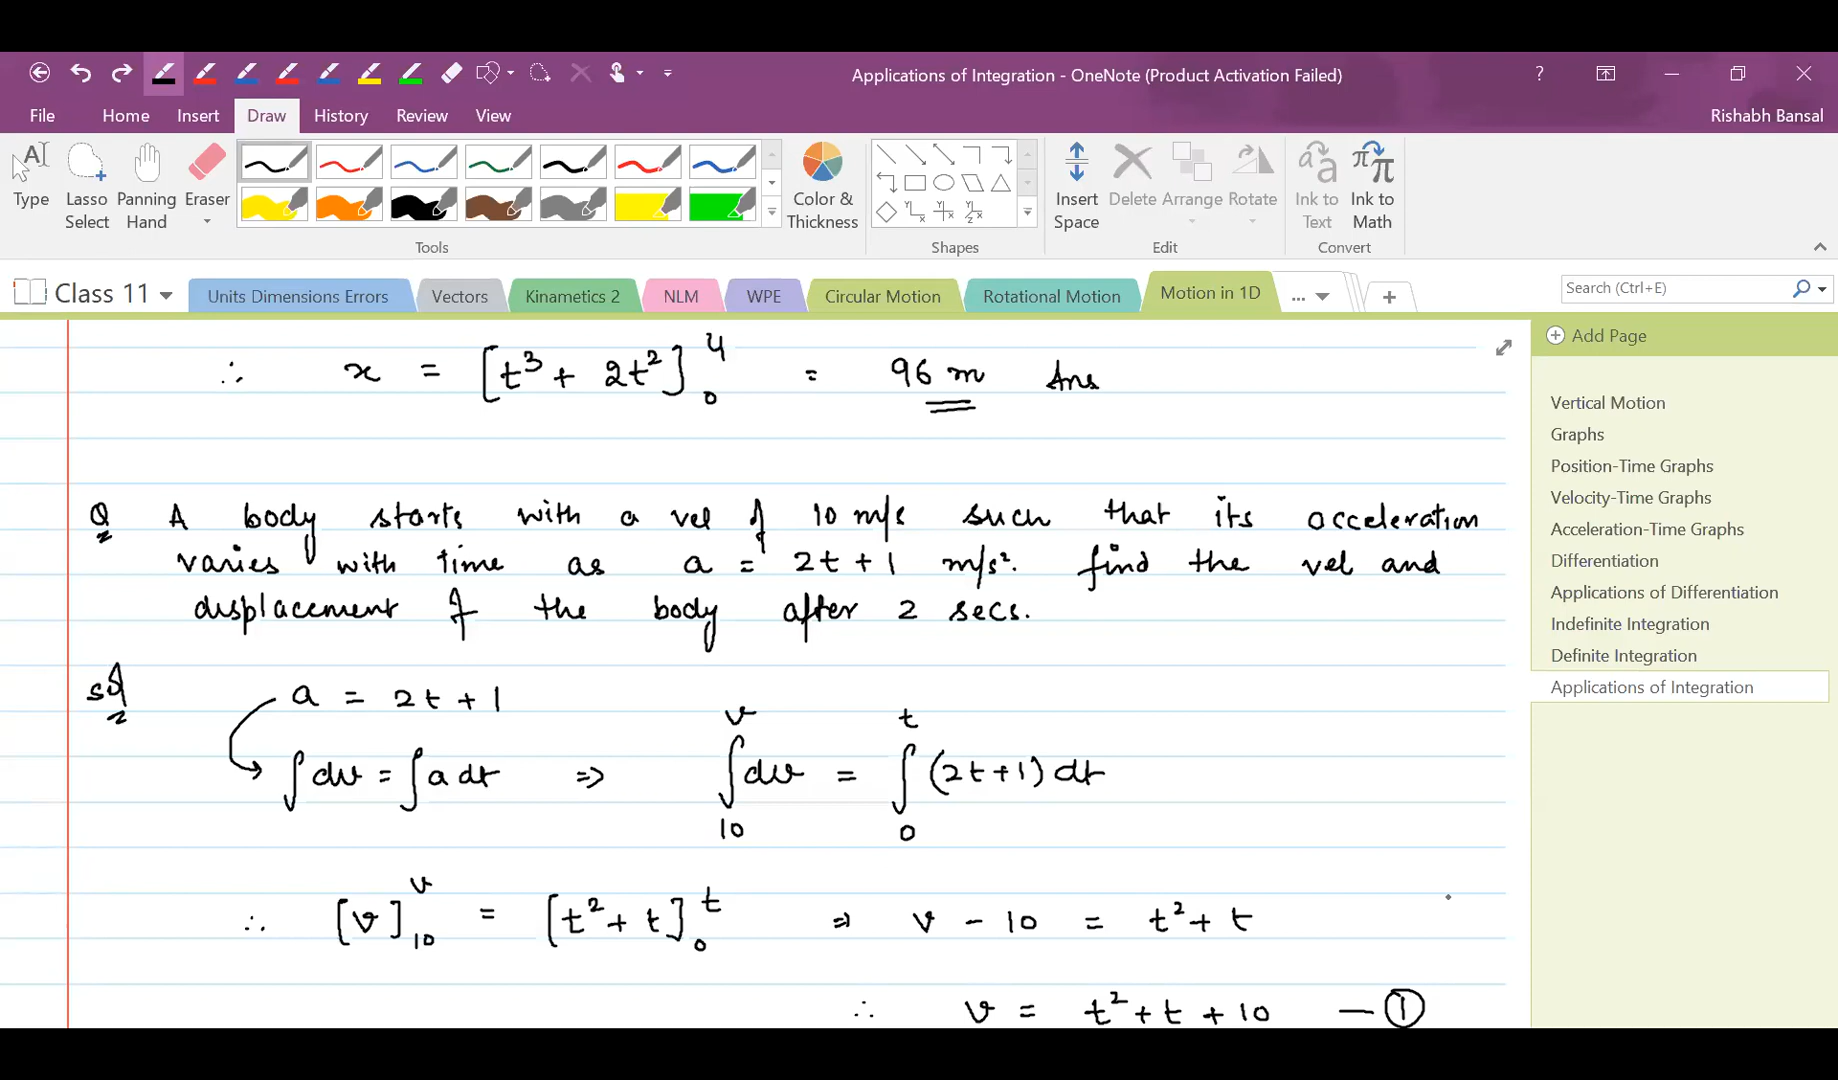 Applications of Integration - OneNote (Product Activation Failed)
?
File Home Insert Draw History Review View Rishabh Bansal
Type
Lasso Select
Panning Hand
Eraser
Color & Thickness
Insert Space
Delete
Arrange
Rotate
Ink to Text
Ink to Math
Tools Shapes Edit Convert
Class 11 Units Dimensions Errors Vectors Kinametics 2 NLM WPE Circular Motion Rotational Motion Motion in 1D ... Search (Ctrl+E)
∴ x = [t³ + 2t²]₀⁴ = 96 m Ans
Q A body starts with a vel of 10 m/s such that its acceleration
varies with time as a = 2t + 1 m/s². find the vel and
displacement of the body after 2 secs.
Sol a = 2t + 1
∫dv = ∫a dt ⇒ ∫₁₀ᵛ dv = ∫₀ᵗ (2t+1) dt
∴ [v]₁₀ᵛ = [t² + t]₀ᵗ ⇒ v - 10 = t² + t
∴ v = t² + t + 10 — ①
Add Page
Vertical Motion
Graphs
Position-Time Graphs
Velocity-Time Graphs
Acceleration-Time Graphs
Differentiation
Applications of Differentiation
Indefinite Integration
Definite Integration
Applications of Integration